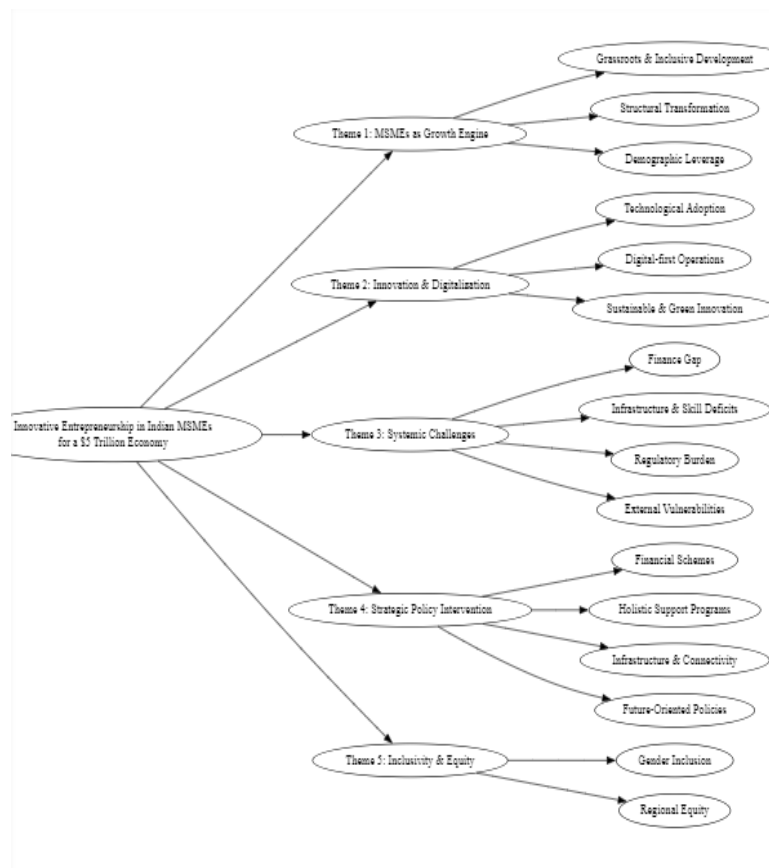 Grassroots & Inclusive Development
Structural Transformation
Theme 1: MSMEs as Growth Engine
Demographic Leverage
Technological Adoption
Digital-first Operations
Theme 2: Innovation & Digitalization
Sustainable & Green Innovation
Finance Gap
Infrastructure & Skill Deficits
Innovative Entrepreneurship in Indian MSMEs
for a $5 Trillion Economy
Theme 3: Systemic Challenges
Regulatory Burden
External Vulnerabilities
Financial Schemes
Theme 4: Strategic Policy Intervention
Holistic Support Programs
Infrastructure & Connectivity
Future-Oriented Policies
Theme 5: Inclusivity & Equity
Gender Inclusion
Regional Equity